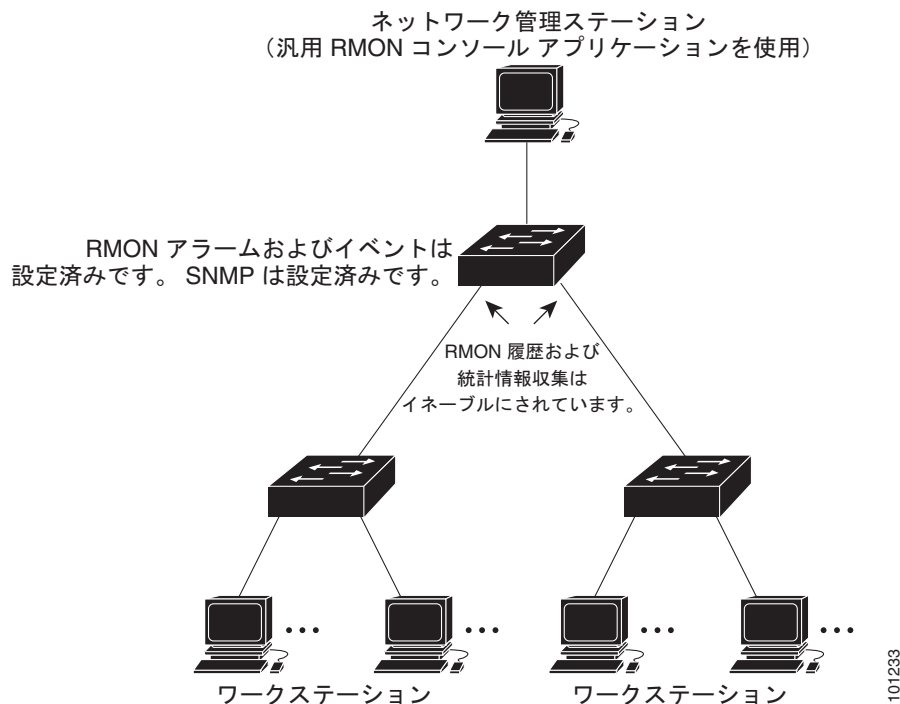 ネットワーク管理ステーション
（汎用 RMON コンソール アプリケーションを使用）
RMON アラームおよびイベントは
設定済みです。 SNMP は設定済みです。
RMON 履歴および
統計情報収集は
イネーブルにされています。
ワークステーション
ワークステーション
101233